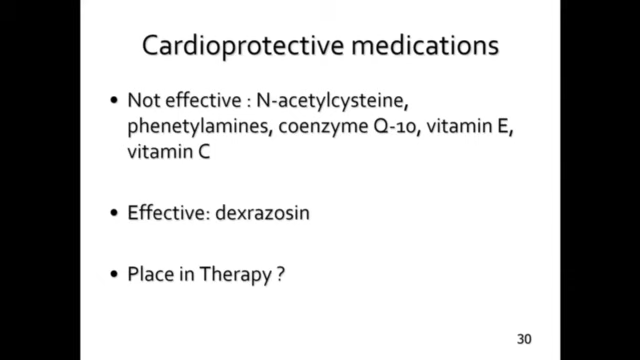 Cardioprotective medications
• Not effective : N-acetylcysteine,
phenetylamines, coenzyme Q-10, vitamin E,
vitamin C
• Effective: dexrazosin
• Place in Therapy ?
30